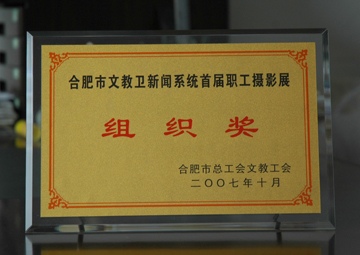 合肥市文教卫新闻系统首届职工摄影展
组织奖
合肥市总工会文教工会
二〇〇七年十月